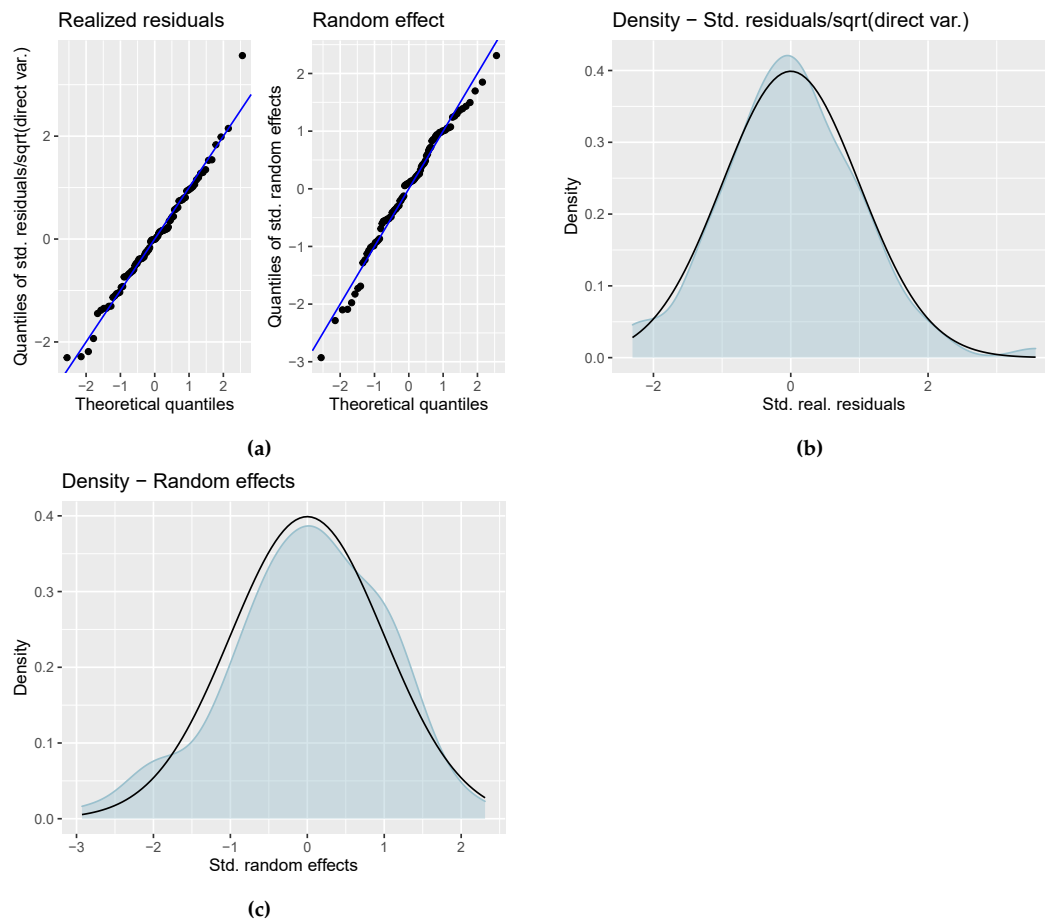 Realized residuals
Quantiles of std. residuals/sqrt(direct var.)
2
0
−2
−2 −1 0 1 2
Theoretical quantiles
Random effect
Quantiles of std. random effects
2
1
0
−1
−2
−3
−2 −1 0 1 2
Theoretical quantiles
(a)
Density − Std. residuals/sqrt(direct var.)
Density
0.4
0.3
0.2
0.1
0.0
−2 0 2
Std. real. residuals
(b)
Density − Random effects
Density
0.4
0.3
0.2
0.1
0.0
−3 −2 −1 0 1 2
Std. random effects
(c)